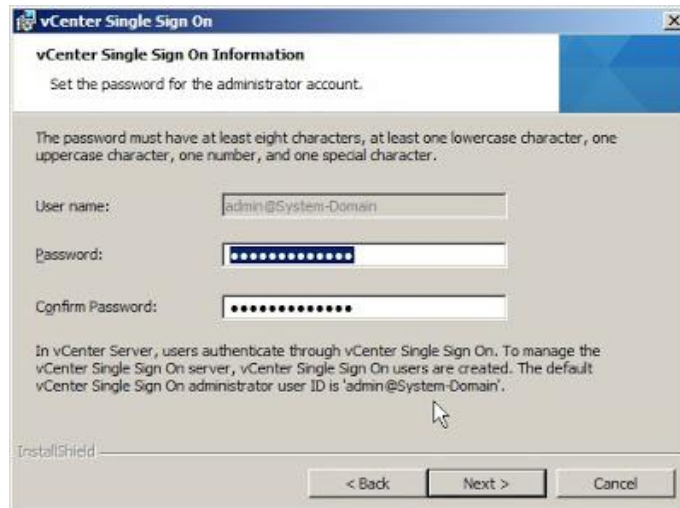 vCenter Single Sign On
vCenter Single Sign On Information
Set the password for the administrator account.
The password must have at least eight characters, at least one lowercase character, one
uppercase character, one number, and one special character.
User name:
admin@System-Domain
Password:
●●●●●●●●●●●●●
Confirm Password:
●●●●●●●●●●●●●
In vCenter Server, users authenticate through vCenter Single Sign On. To manage the
vCenter Single Sign On server, vCenter Single Sign On users are created. The default
vCenter Single Sign On administrator user ID is 'admin@System-Domain'.
InstallShield
< Back
Next >
Cancel